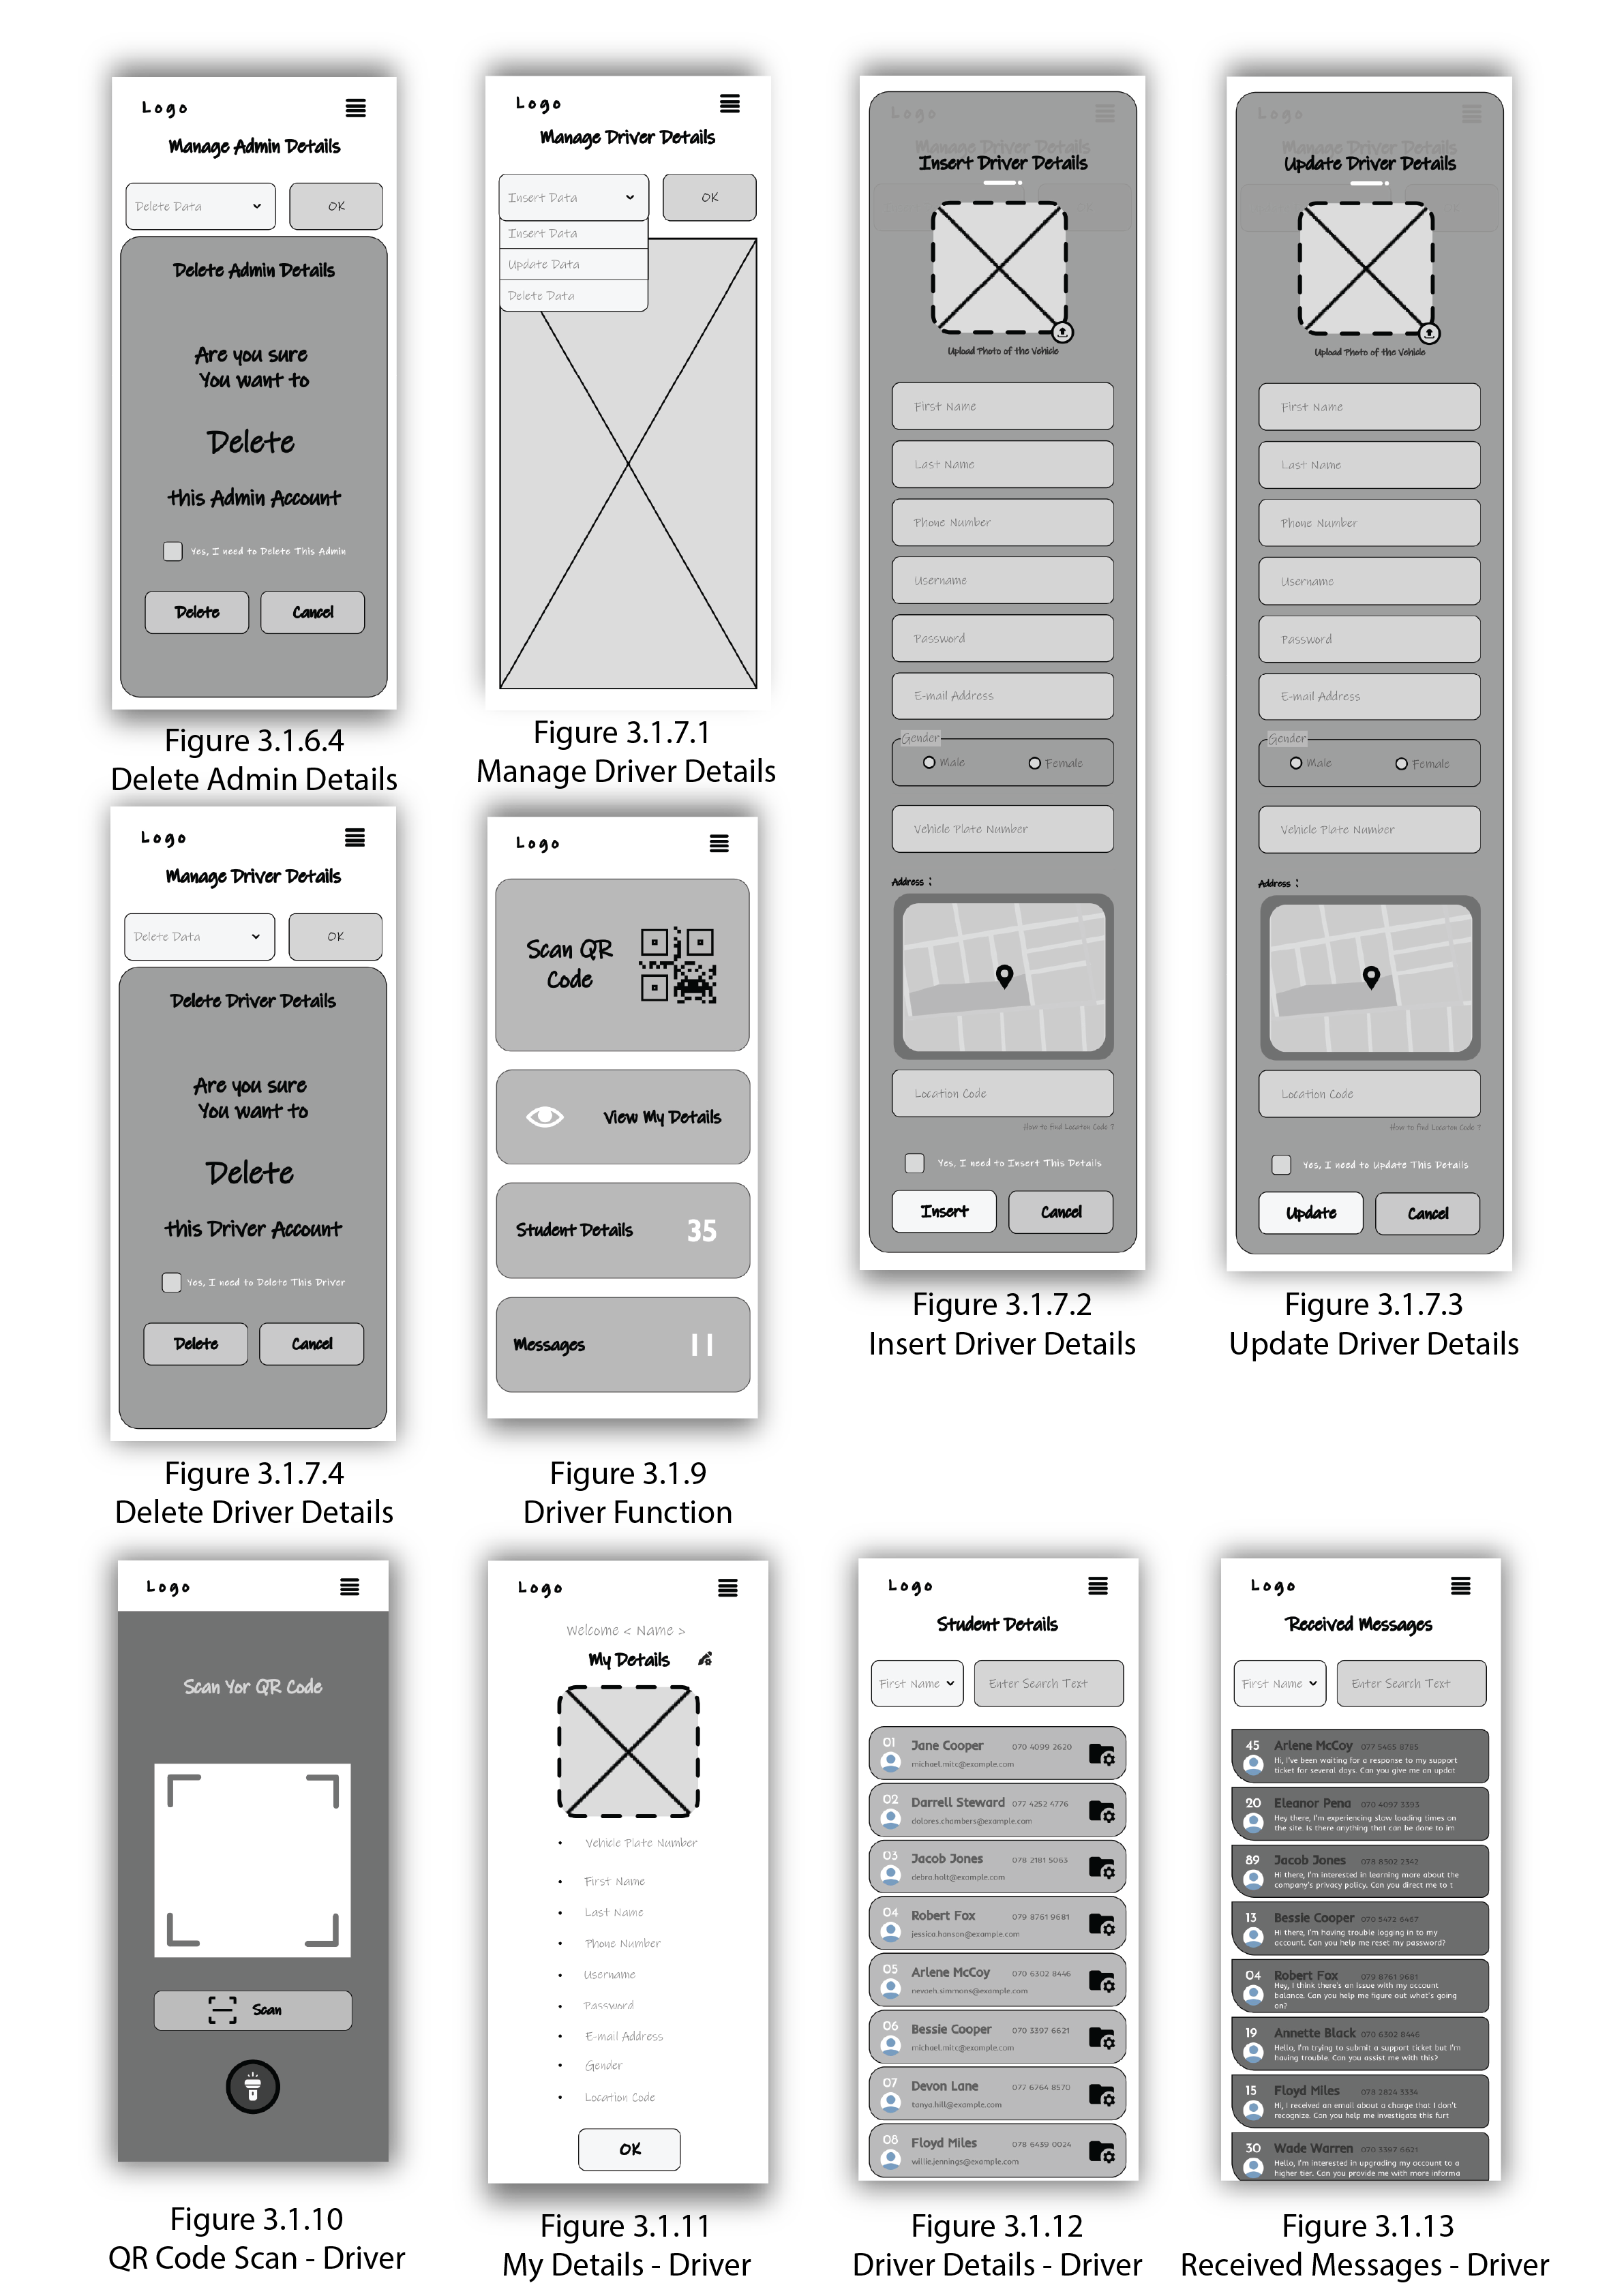 Logo
Manage Admin Details
Delete Data
OK
Delete Admin Details
Are you sure
You want to
Delete
this Admin Account
Yes, I need to Delete This Admin
Delete
Cancel
Figure 3.1.6.4
Delete Admin Details
Logo
Manage Driver Details
Insert Data
OK
Insert Data
Update Data
Delete Data
Figure 3.1.7.1
Manage Driver Details
Logo
Manage Driver Details
Insert Driver Details
Upload Photo of the Vehicle
First Name
Last Name
Phone Number
Username
Password
E-mail Address
Gender
Male
Female
Vehicle Plate Number
Address :
Location Code
How to find Locaton Code ?
Yes, I need to Insert This Details
Insert
Cancel
Figure 3.1.7.2
Insert Driver Details
Logo
Manage Driver Details
Update Driver Details
Upload Photo of the Vehicle
First Name
Last Name
Phone Number
Username
Password
E-mail Address
Gender
Male
Female
Vehicle Plate Number
Address :
Location Code
How to find Locaton Code ?
Yes, I need to Update This Details
Update
Cancel
Figure 3.1.7.3
Update Driver Details
Logo
Manage Driver Details
Delete Data
OK
Delete Driver Details
Are you sure
You want to
Delete
this Driver Account
Yes, I need to Delete This Driver
Delete
Cancel
Figure 3.1.7.4
Delete Driver Details
Logo
Scan QR
Code
View My Details
Student Details
35
Messages
11
Figure 3.1.9
Driver Function
Logo
Scan Yor QR Code
Scan
Figure 3.1.10
QR Code Scan - Driver
Logo
Welcome < Name >
My Details
• Vehicle Plate Number
• First Name
• Last Name
• Phone Number
• Username
• Password
• E-mail Address
• Gender
• Location Code
OK
Figure 3.1.11
My Details - Driver
Logo
Student Details
First Name
Enter Search Text
01 Jane Cooper 070 4099 2620
michael.mitc@example.com
02 Darrell Steward 077 4252 4776
dolores.chambers@example.com
03 Jacob Jones 078 2181 5063
debra.holt@example.com
04 Robert Fox 079 8761 9681
jessica.hanson@example.com
05 Arlene McCoy 070 6302 8446
nevaeh.simmons@example.com
06 Bessie Cooper 070 3397 6621
michael.mitc@example.com
07 Devon Lane 077 6764 8570
tanya.hill@example.com
08 Floyd Miles 078 6439 0024
willie.jennings@example.com
Figure 3.1.12
Driver Details - Driver
Logo
Received Messages
First Name
Enter Search Text
45 Arlene McCoy 077 5465 8785
Hi, I've been waiting for a response to my support
ticket for several days. Can you give me an updat
20 Eleanor Pena 070 4097 3393
Hey there, I'm experiencing slow loading times on
the site. Is there anything that can be done to im
89 Jacob Jones 078 8502 2342
Hi there, I'm interested in learning more about the
company's privacy policy. Can you direct me to t
13 Bessie Cooper 070 5472 6467
Hi there, I'm having trouble logging in to my
account. Can you help me reset my password?
04 Robert Fox 079 8761 9681
Hey, I think there's an issue with my account
balance. Can you help me figure out what's going
on?
19 Annette Black 070 6302 8446
Hello, I'm trying to submit a support ticket but I'm
having trouble. Can you assist me with this?
15 Floyd Miles 078 2824 3334
Hi, I received an email about a charge that I don't
recognize. Can you help me investigate this furt
30 Wade Warren 070 3397 6621
Hello, I'm interested in upgrading my account to a
higher tier. Can you provide me with more informa
Figure 3.1.13
Received Messages - Driver